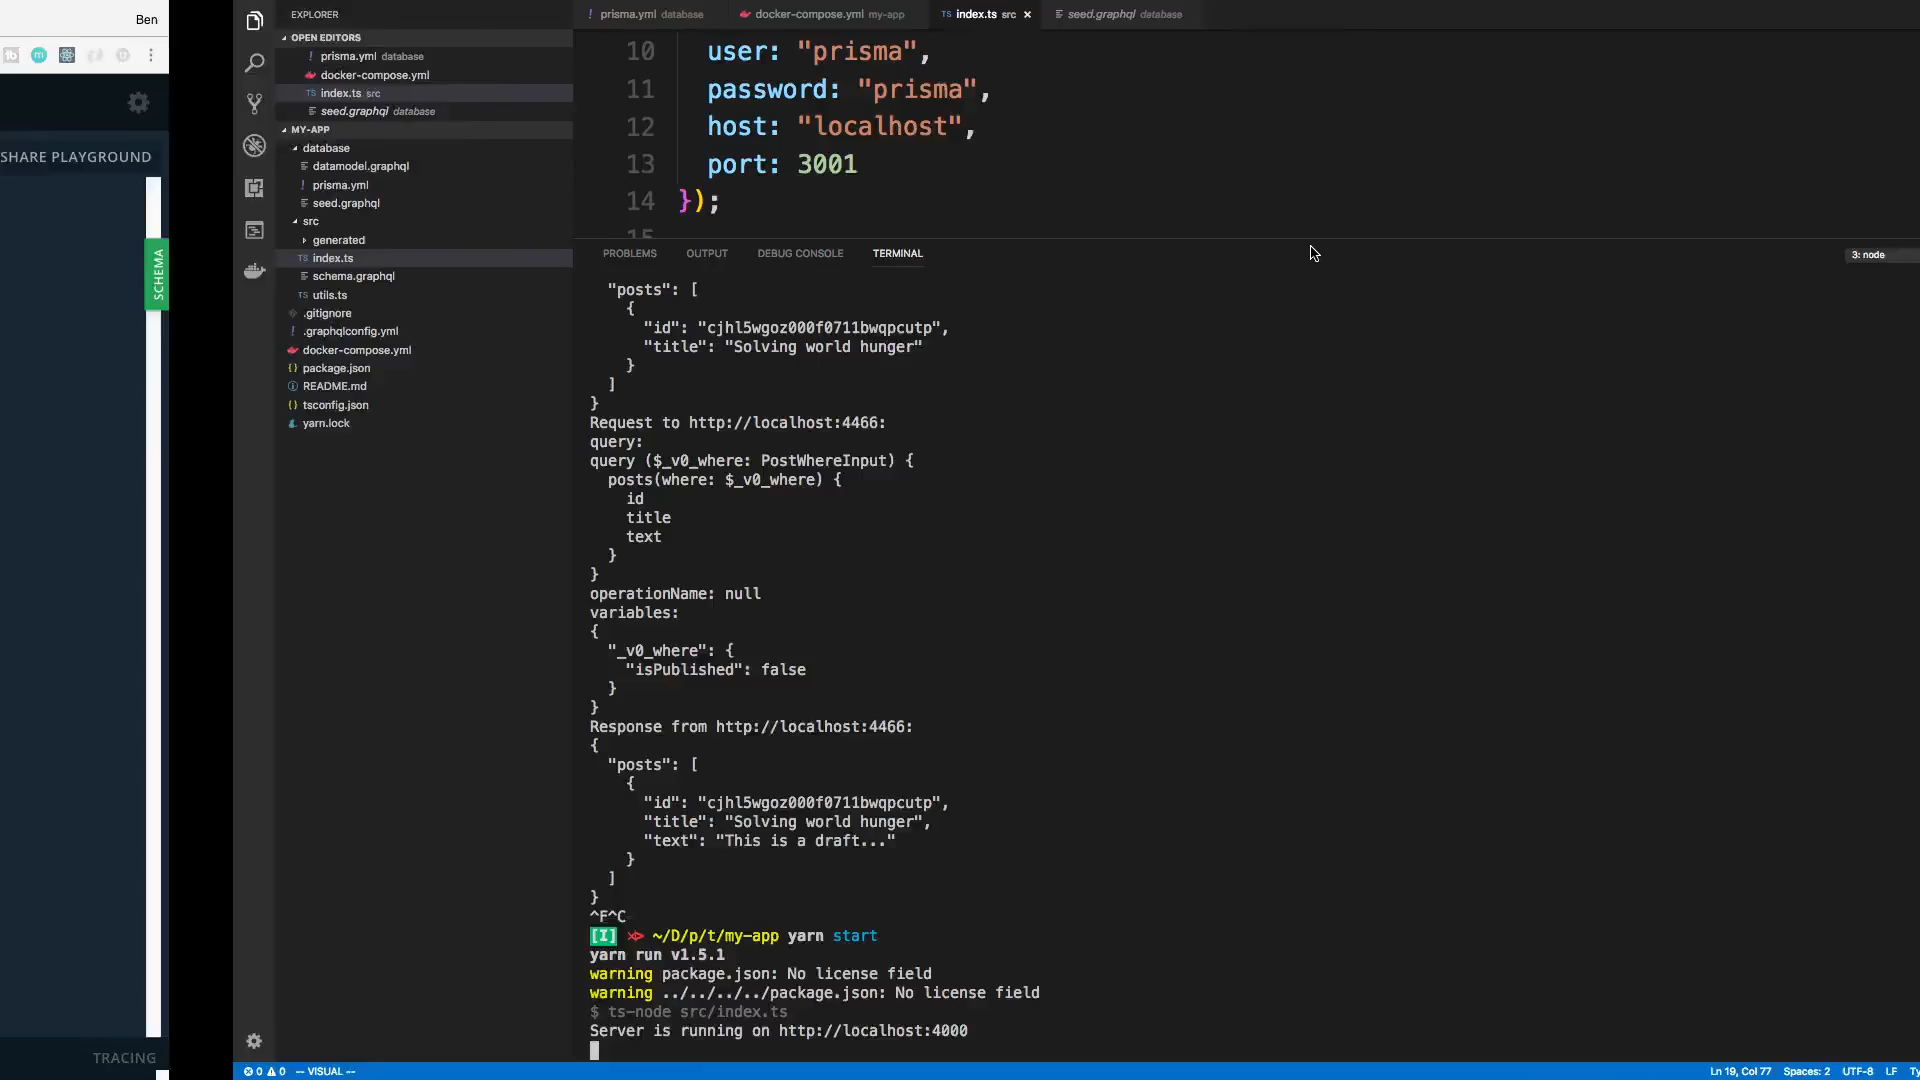 Ben
SHARE PLAYGROUND
SCHEMA
TRACING
EXPLORER
OPEN EDITORS
prisma.yml database
docker-compose.yml
TS index.ts src
seed.graphql database
MY-APP
database
datamodel.graphql
prisma.yml
seed.graphql
src
generated
TS index.ts
schema.graphql
TS utils.ts
.gitignore
.graphqlconfig.yml
docker-compose.yml
package.json
README.md
tsconfig.json
yarn.lock
prisma.yml database
docker-compose.yml my-app
TS index.ts src
seed.graphql database
10 user: "prisma",
11 password: "prisma",
12 host: "localhost",
13 port: 3001
14 });
15
PROBLEMS OUTPUT DEBUG CONSOLE TERMINAL
3: node
"posts": [
{
"id": "cjhl5wgoz000f0711bwqpcutp",
"title": "Solving world hunger"
}
]
}
Request to http://localhost:4466:
query:
query ($_v0_where: PostWhereInput) {
posts(where: $_v0_where) {
id
title
text
}
}
operationName: null
variables:
{
"_v0_where": {
"isPublished": false
}
}
Response from http://localhost:4466:
{
"posts": [
{
"id": "cjhl5wgoz000f0711bwqpcutp",
"title": "Solving world hunger",
"text": "This is a draft..."
}
]
}
^F^C
[I] ~/D/p/t/my-app yarn start
yarn run v1.5.1
warning package.json: No license field
warning ../../../../package.json: No license field
$ ts-node src/index.ts
Server is running on http://localhost:4000
0 0 -- VISUAL --
Ln 19, Col 77 Spaces: 2 UTF-8 LF Ty